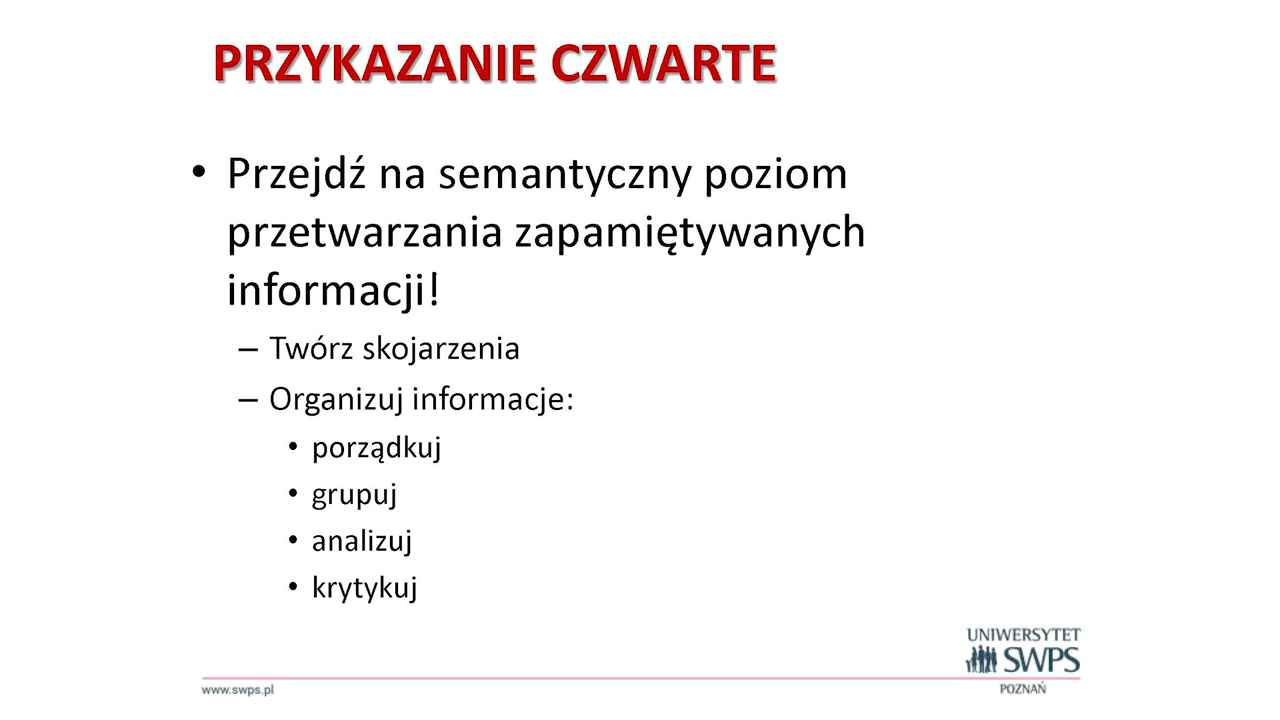 PRZYKAZANIE CZWARTE
• Przejdź na semantyczny poziom
przetwarzania zapamiętywanych
informacji!
– Twórz skojarzenia
– Organizuj informacje:
• porządkuj
• grupuj
• analizuj
• krytykuj
UNIWERSYTET
SWPS
www.swps.pl
POZNAŃ